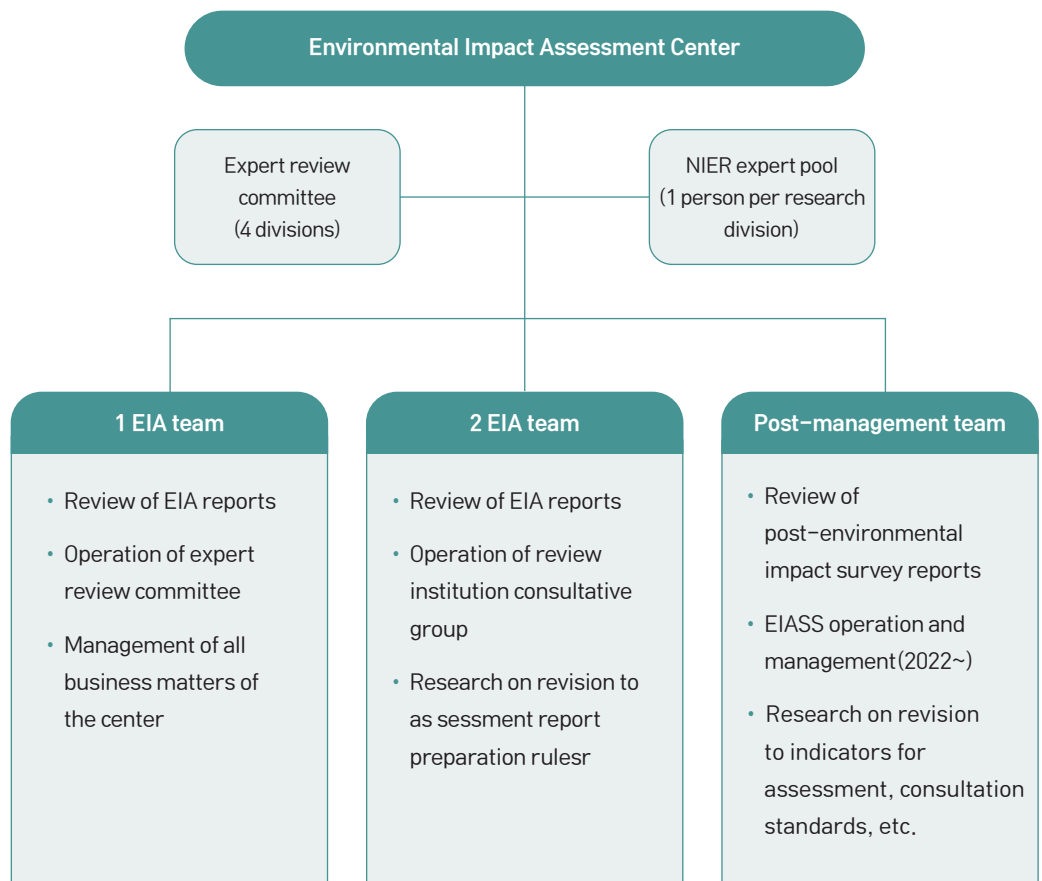 Environmental Impact Assessment Center
Expert review
committee
(4 divisions)
NIER expert pool
(1 person per research
division)
1 EIA team
• Review of EIA reports
• Operation of expert
review committee
• Management of all
business matters of
the center
2 EIA team
• Review of EIA reports
• Operation of review
institution consultative
group
• Research on revision to
as sessment report
preparation rulesr
Post-management team
• Review of
post-environmental
impact survey reports
• EIASS operation and
management(2022~)
• Research on revision
to indicators for
assessment, consultation
standards, etc.